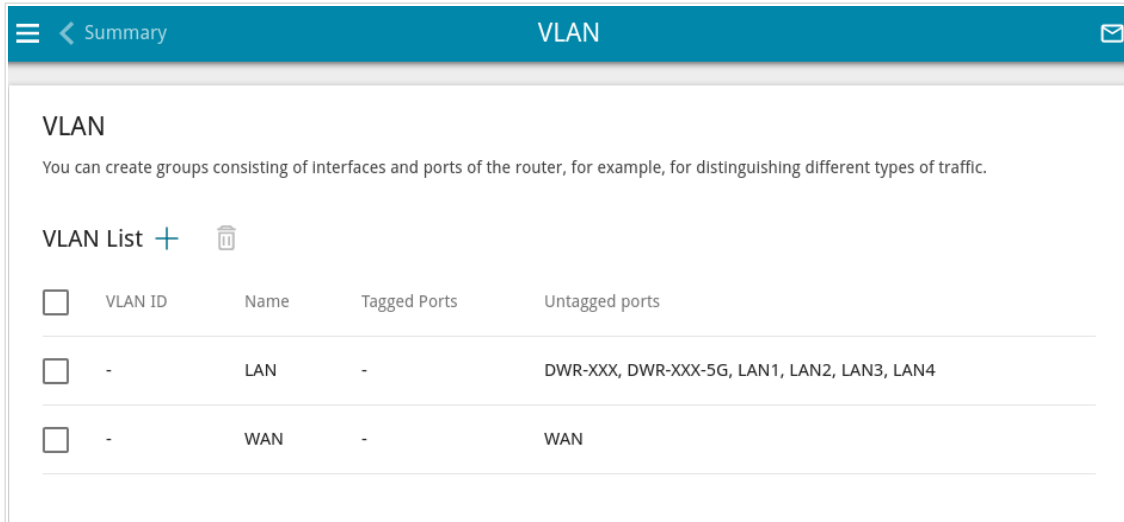 Summary
VLAN
VLAN
You can create groups consisting of interfaces and ports of the router, for example, for distinguishing different types of traffic.
VLAN List
VLAN ID Name Tagged Ports Untagged ports
- LAN - DWR-XXX, DWR-XXX-5G, LAN1, LAN2, LAN3, LAN4
- WAN - WAN